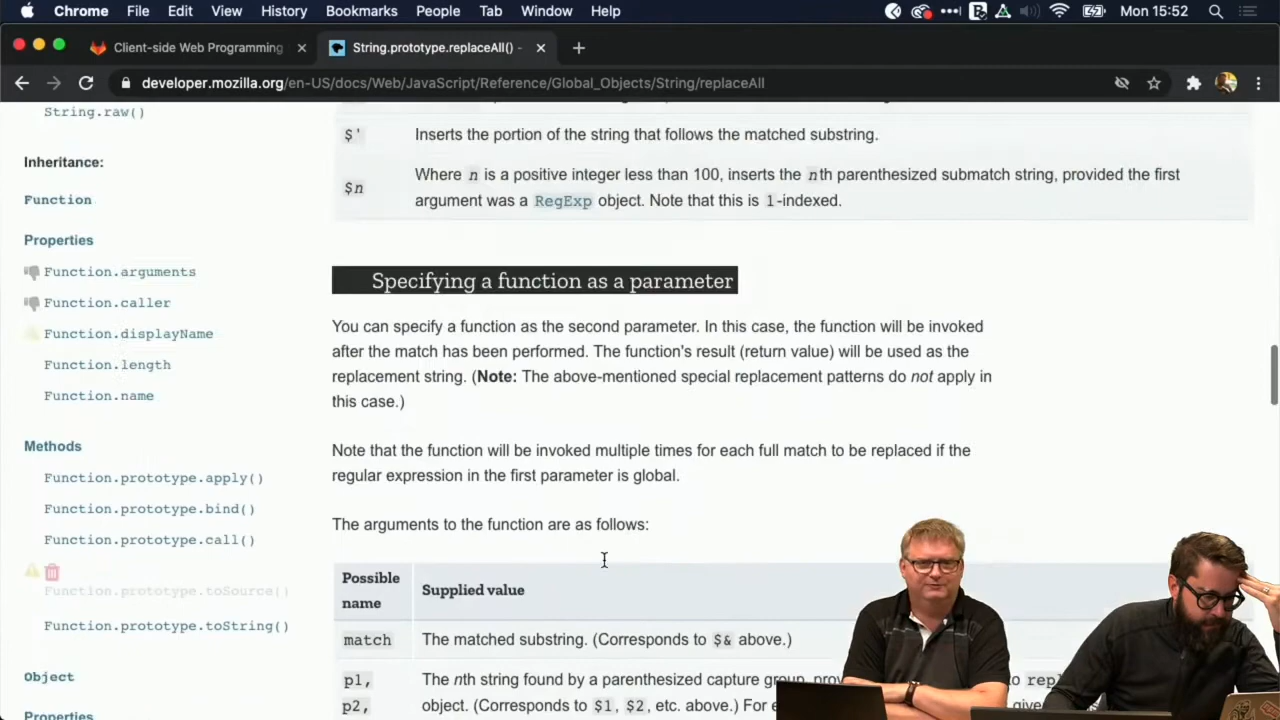 Chrome File Edit View History Bookmarks People Tab Window Help Mon 15:52
Client-side Web Programming
String.prototype.replaceAll() -
developer.mozilla.org/en-US/docs/Web/JavaScript/Reference/Global_Objects/String/replaceAll
String.raw()
Inheritance:
Function
Properties
Function.arguments
Function.caller
Function.displayName
Function.length
Function.name
Methods
Function.prototype.apply()
Function.prototype.bind()
Function.prototype.call()
Function.prototype.toSource()
Function.prototype.toString()
Object
Properties
$' Inserts the portion of the string that follows the matched substring.
$n Where n is a positive integer less than 100, inserts the nth parenthesized submatch string, provided the first
argument was a RegExp object. Note that this is 1-indexed.
Specifying a function as a parameter
You can specify a function as the second parameter. In this case, the function will be invoked
after the match has been performed. The function's result (return value) will be used as the
replacement string. (Note: The above-mentioned special replacement patterns do not apply in
this case.)
Note that the function will be invoked multiple times for each full match to be replaced if the
regular expression in the first parameter is global.
The arguments to the function are as follows:
Possible
name
Supplied value
match The matched substring. (Corresponds to $& above.)
p1, The nth string found by a parenthesized capture group,
p2, object. (Corresponds to $1, $2, etc. above.) For